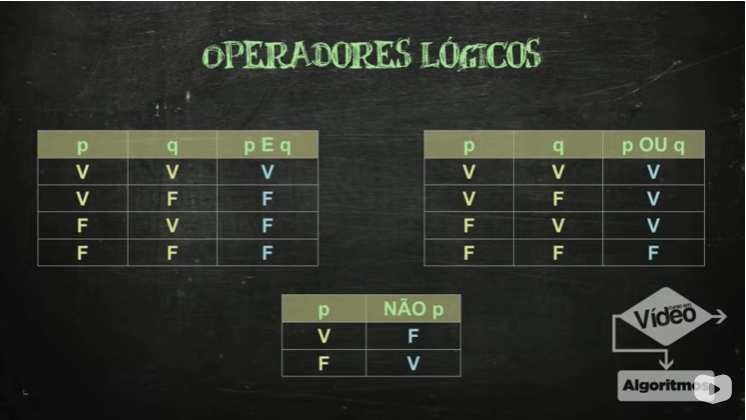 OPERADORES LÓGICOS
p q p E q
V V V
V F F
F V F
F F F
p q p OU q
V V V
V F V
F V V
F F F
p NÃO p
V F
F V
curso em
Vídeo
Algoritmos